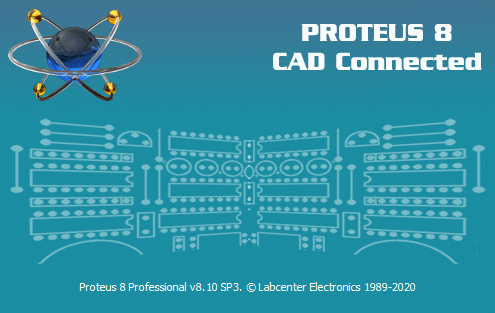 PROTEUS 8
CAD Connected
Proteus 8 Professional v8.10 SP3. © Labcenter Electronics 1989-2020